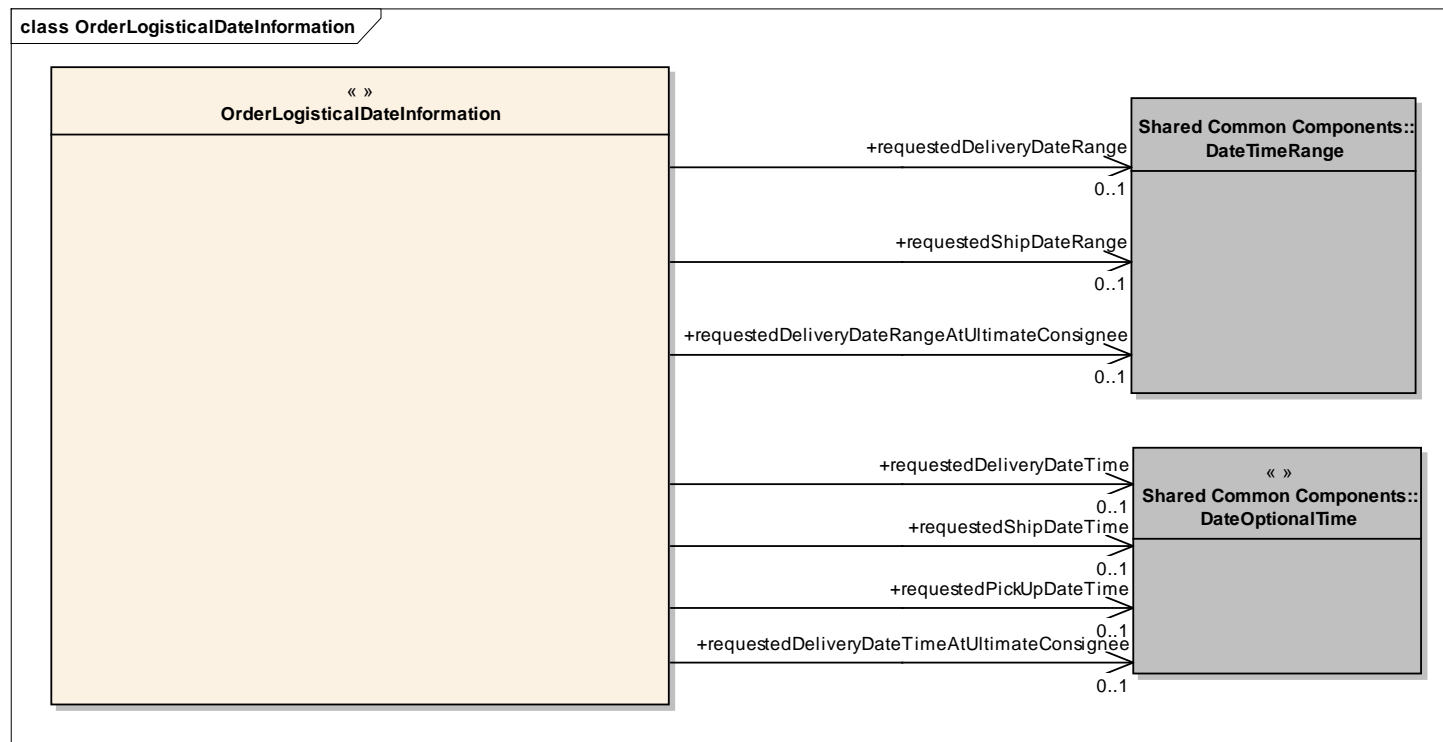 class OrderLogisticalDateInformation
« »
OrderLogisticalDateInformation
+requestedDeliveryDateRange
0..1
+requestedShipDateRange
0..1
+requestedDeliveryDateRangeAtUltimateConsignee
0..1
Shared Common Components::
DateTimeRange
+requestedDeliveryDateTime
0..1
+requestedShipDateTime
0..1
+requestedPickUpDateTime
0..1
+requestedDeliveryDateTimeAtUltimateConsignee
0..1
« »
Shared Common Components::
DateOptionalTime